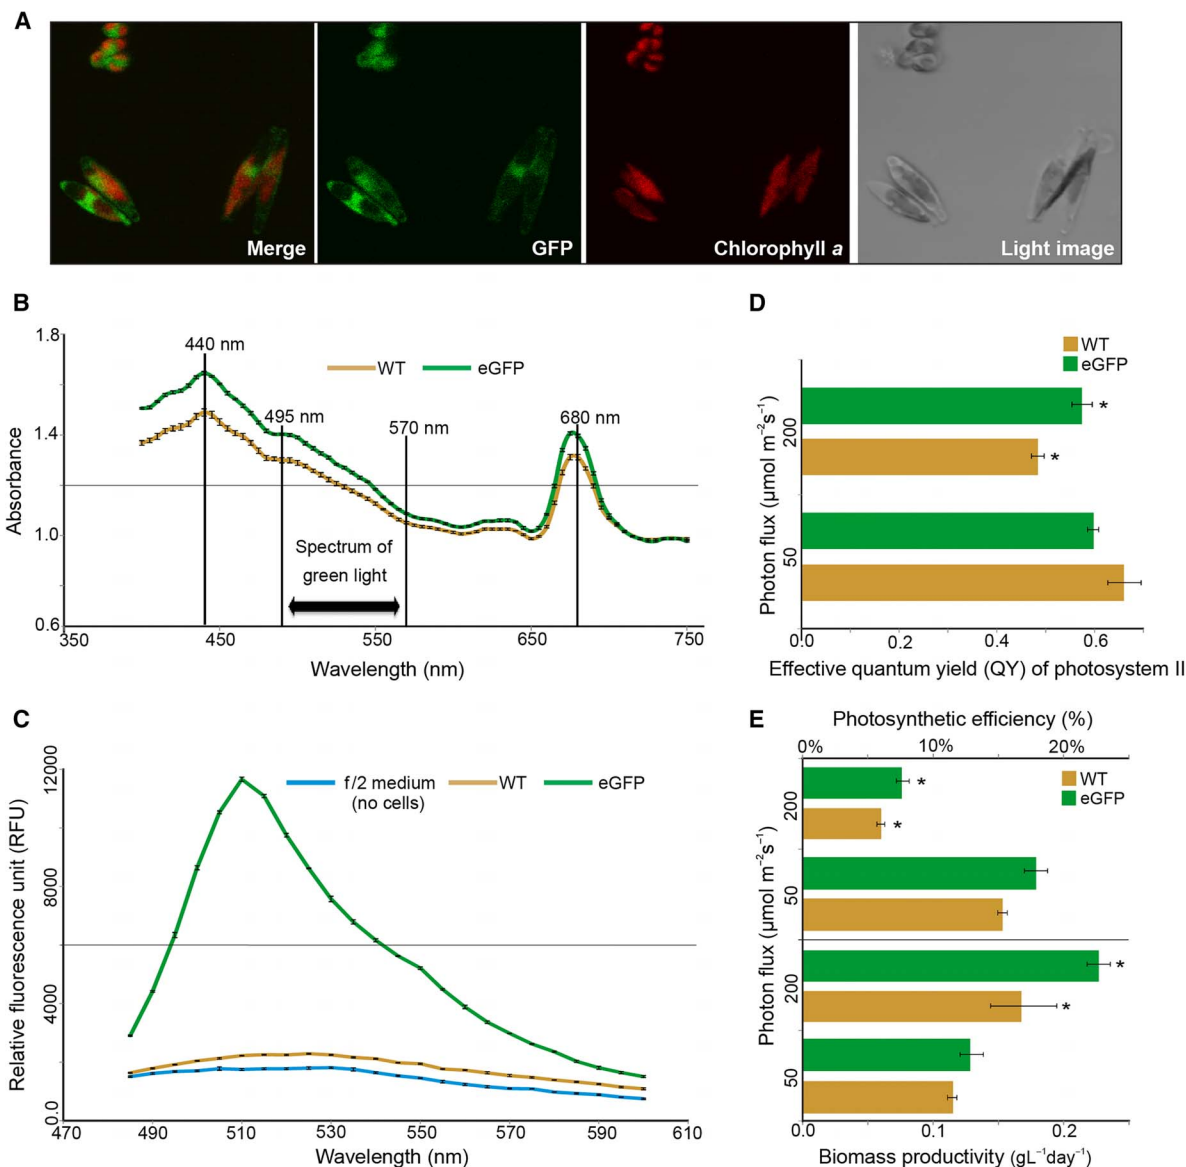 A
Merge
GFP
Chlorophyll a
Light image
B
1.8
1.4
1.0
0.6
Absorbance
440 nm
495 nm
570 nm
680 nm
WT
eGFP
Spectrum of
green light
350
450
550
650
750
Wavelength (nm)
C
12000
8000
4000
0.0
Relative fluorescence unit (RFU)
f/2 medium
(no cells)
WT
eGFP
470
490
510
530
550
570
590
610
Wavelength (nm)
D
WT
eGFP
Photon flux (µmol m⁻²s⁻¹)
200
50
*
*
0.0
0.2
0.4
0.6
Effective quantum yield (QY) of photosystem II
E
Photosynthetic efficiency (%)
0%
10%
20%
WT
eGFP
Photon flux (µmol m⁻²s⁻¹)
200
50
200
50
*
*
*
*
0.0
0.1
0.2
Biomass productivity (gL⁻¹day⁻¹)